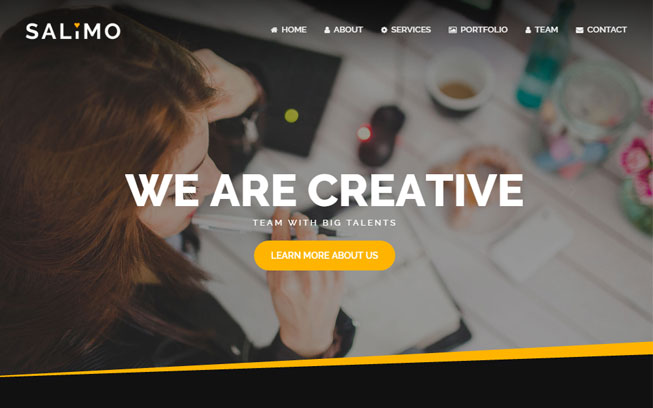 SALiMO
HOME ABOUT SERVICES PORTFOLIO TEAM CONTACT
WE ARE CREATIVE
TEAM WITH BIG TALENTS
LEARN MORE ABOUT US